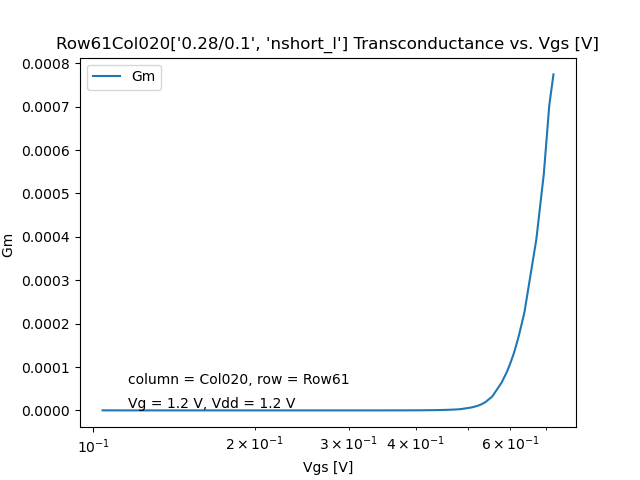 Row61Col020['0.28/0.1', 'nshort_l'] Transconductance vs. Vgs [V]
Gm
0.0008
0.0007
0.0006
0.0005
0.0004
0.0003
0.0002
0.0001
0.0000
Gm
column = Col020, row = Row61
Vg = 1.2 V, Vdd = 1.2 V
10⁻¹
2 × 10⁻¹
3 × 10⁻¹
4 × 10⁻¹
6 × 10⁻¹
Vgs [V]